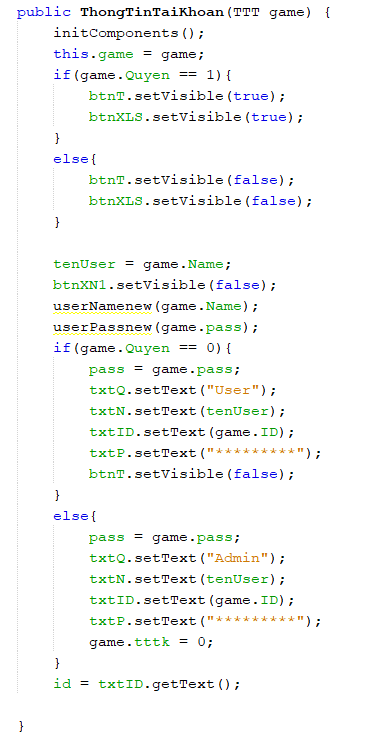 public ThongTinTaiKhoan(TTT game) {
    initComponents();
    this.game = game;
    if(game.Quyen == 1){
        btnT.setVisible(true);
        btnXLS.setVisible(true);
    }
    else{
        btnT.setVisible(false);
        btnXLS.setVisible(false);
    }

    tenUser = game.Name;
    btnXN1.setVisible(false);
    userNamenew(game.Name);
    userPassnew(game.pass);
    if(game.Quyen == 0){
        pass = game.pass;
        txtQ.setText("User");
        txtN.setText(tenUser);
        txtID.setText(game.ID);
        txtP.setText("*********");
        btnT.setVisible(false);
    }
    else{
        pass = game.pass;
        txtQ.setText("Admin");
        txtN.setText(tenUser);
        txtID.setText(game.ID);
        txtP.setText("*********");
        game.tttk = 0;
    }
    id = txtID.getText();

}